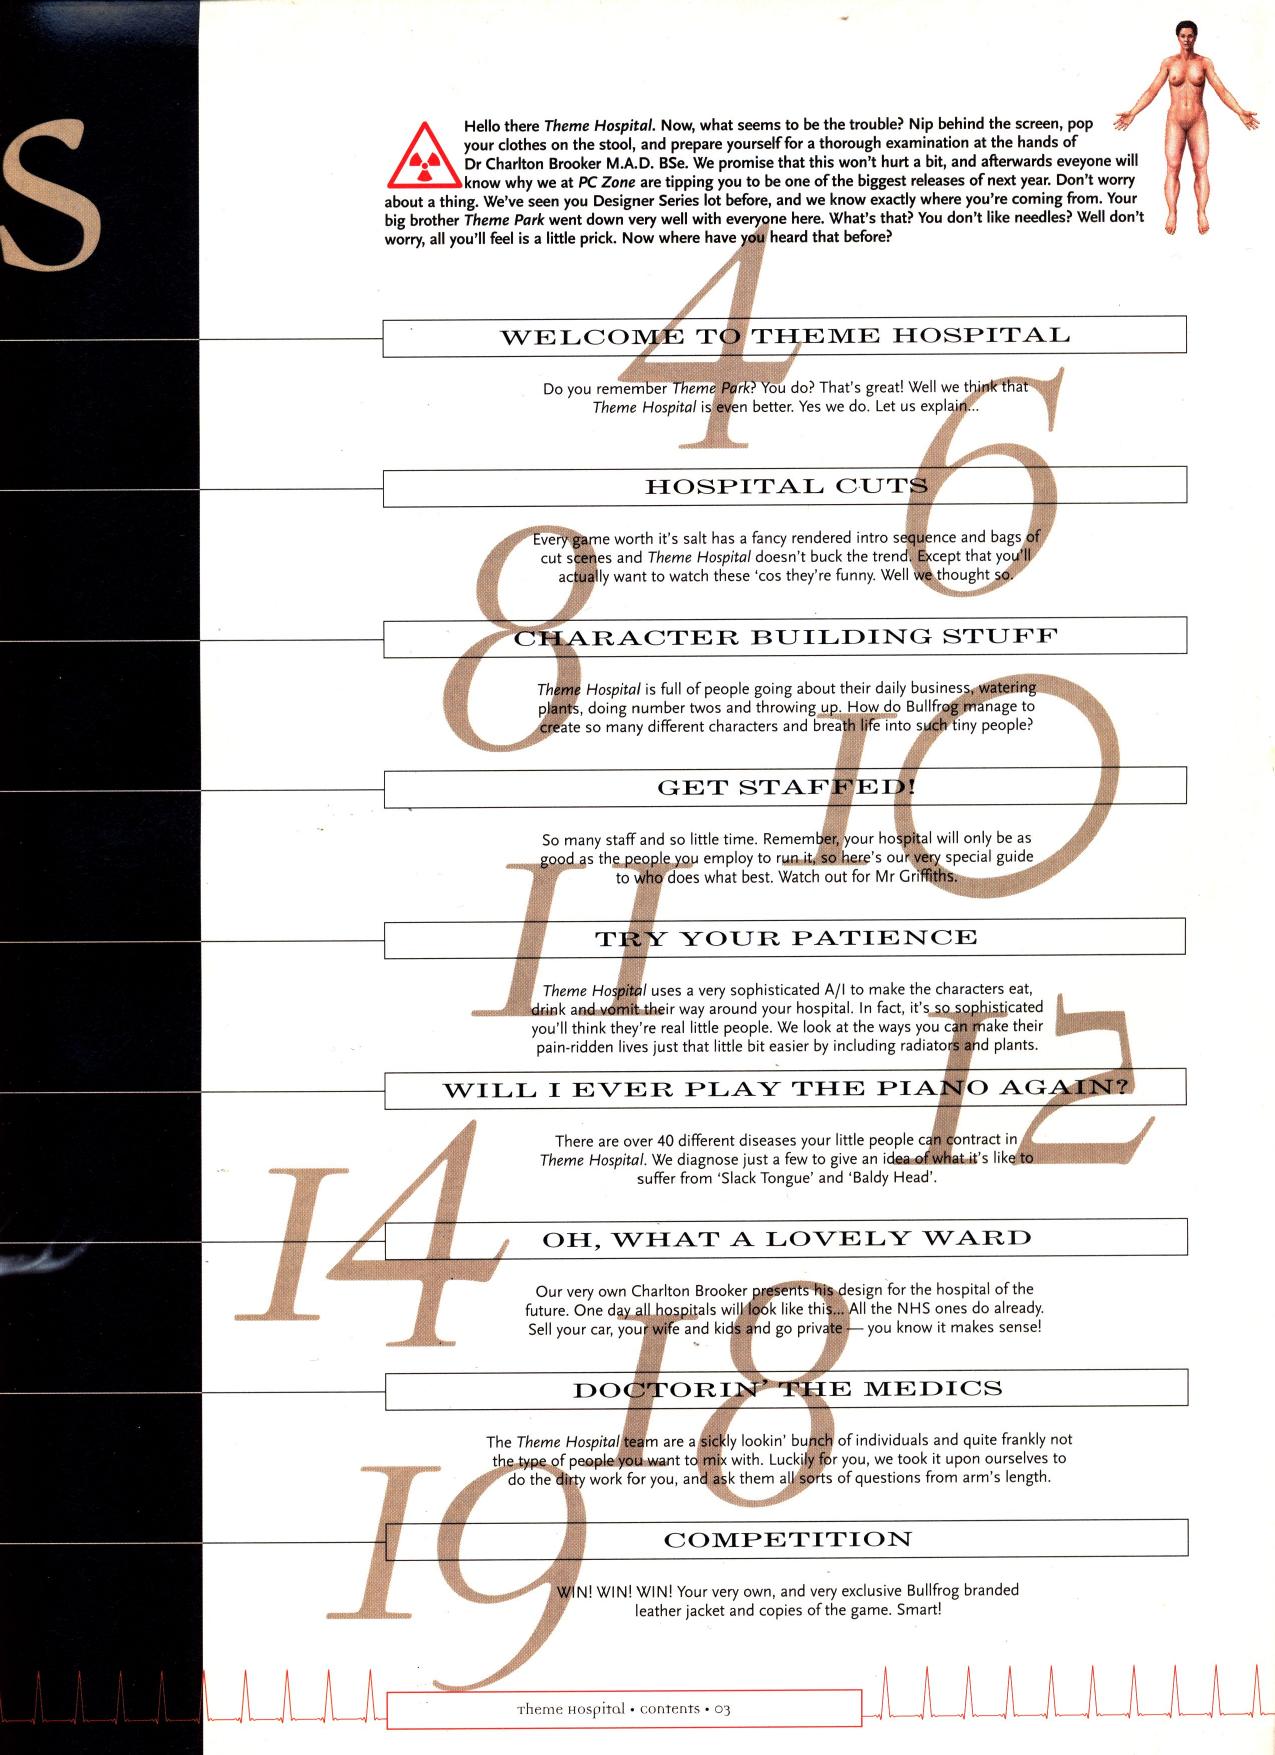 S
Hello there Theme Hospital. Now, what seems to be the trouble? Nip behind the screen, pop
your clothes on the stool, and prepare yourself for a thorough examination at the hands of
Dr Charlton Brooker M.A.D. BSe. We promise that this won't hurt a bit, and afterwards eveyone will
know why we at PC Zone are tipping you to be one of the biggest releases of next year. Don't worry
about a thing. We've seen you Designer Series lot before, and we know exactly where you're coming from. Your
big brother Theme Park went down very well with everyone here. What's that? You don't like needles? Well don't
worry, all you'll feel is a little prick. Now where have you heard that before?
4
WELCOME TO THEME HOSPITAL
Do you remember Theme Park? You do? That's great! Well we think that
Theme Hospital is even better. Yes we do. Let us explain...
6
HOSPITAL CUTS
Every game worth it's salt has a fancy rendered intro sequence and bags of
cut scenes and Theme Hospital doesn't buck the trend. Except that you'll
actually want to watch these 'cos they're funny. Well we thought so.
8
CHARACTER BUILDING STUFF
Theme Hospital is full of people going about their daily business, watering
plants, doing number twos and throwing up. How do Bullfrog manage to
create so many different characters and breath life into such tiny people?
10
GET STAFFED!
So many staff and so little time. Remember, your hospital will only be as
good as the people you employ to run it, so here's our very special guide
to who does what best. Watch out for Mr Griffiths.
11
TRY YOUR PATIENCE
Theme Hospital uses a very sophisticated A/I to make the characters eat,
drink and vomit their way around your hospital. In fact, it's so sophisticated
you'll think they're real little people. We look at the ways you can make their
pain-ridden lives just that little bit easier by including radiators and plants.
12
WILL I EVER PLAY THE PIANO AGAIN?
There are over 40 different diseases your little people can contract in
Theme Hospital. We diagnose just a few to give an idea of what it's like to
suffer from 'Slack Tongue' and 'Baldy Head'.
14
OH, WHAT A LOVELY WARD
Our very own Charlton Brooker presents his design for the hospital of the
future. One day all hospitals will look like this... All the NHS ones do already.
Sell your car, your wife and kids and go private — you know it makes sense!
18
DOCTORIN' THE MEDICS
The Theme Hospital team are a sickly lookin' bunch of individuals and quite frankly not
the type of people you want to mix with. Luckily for you, we took it upon ourselves to
do the dirty work for you, and ask them all sorts of questions from arm's length.
19
COMPETITION
WIN! WIN! WIN! Your very own, and very exclusive Bullfrog branded
leather jacket and copies of the game. Smart!
Theme Hospital • contents • 03